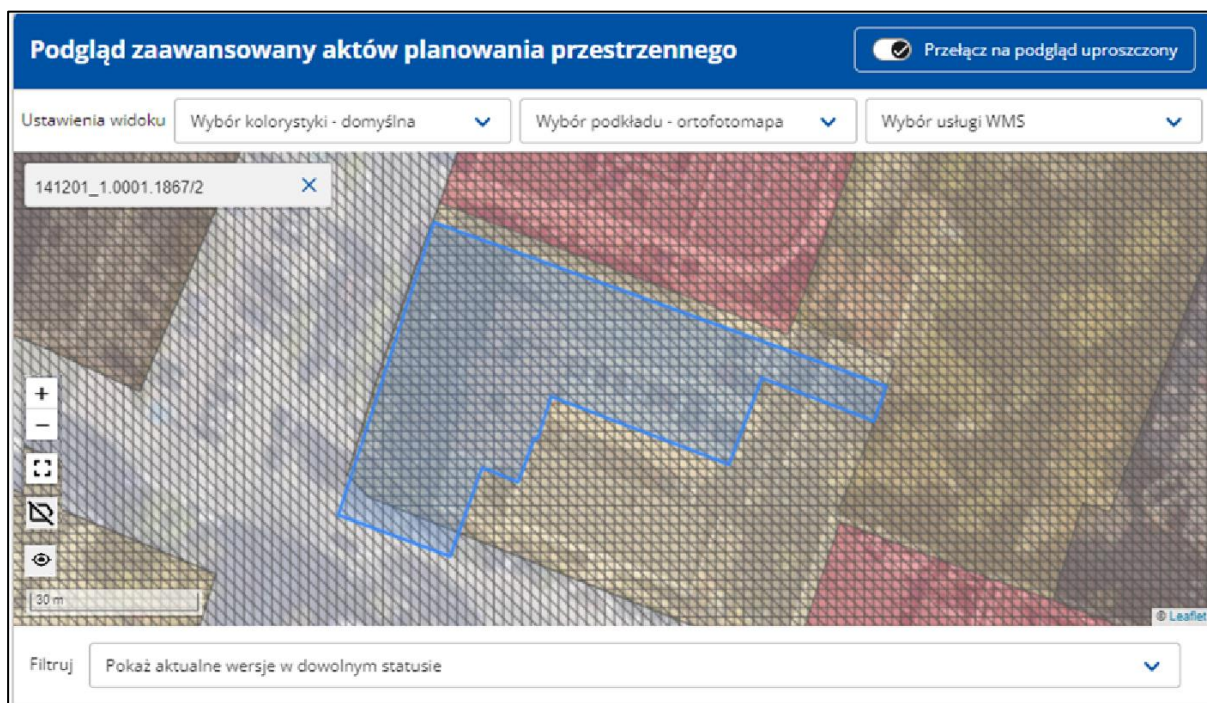 Podgląd zaawansowany aktów planowania przestrzennego
Przełącz na podgląd uproszczony
Ustawienia widoku
Wybór kolorystyki - domyślna
Wybór podkładu - ortofotomapa
Wybór usługi WMS
141201_1.0001.1867/2
+
−
30 m
© Leaflet
Filtruj
Pokaż aktualne wersje w dowolnym statusie